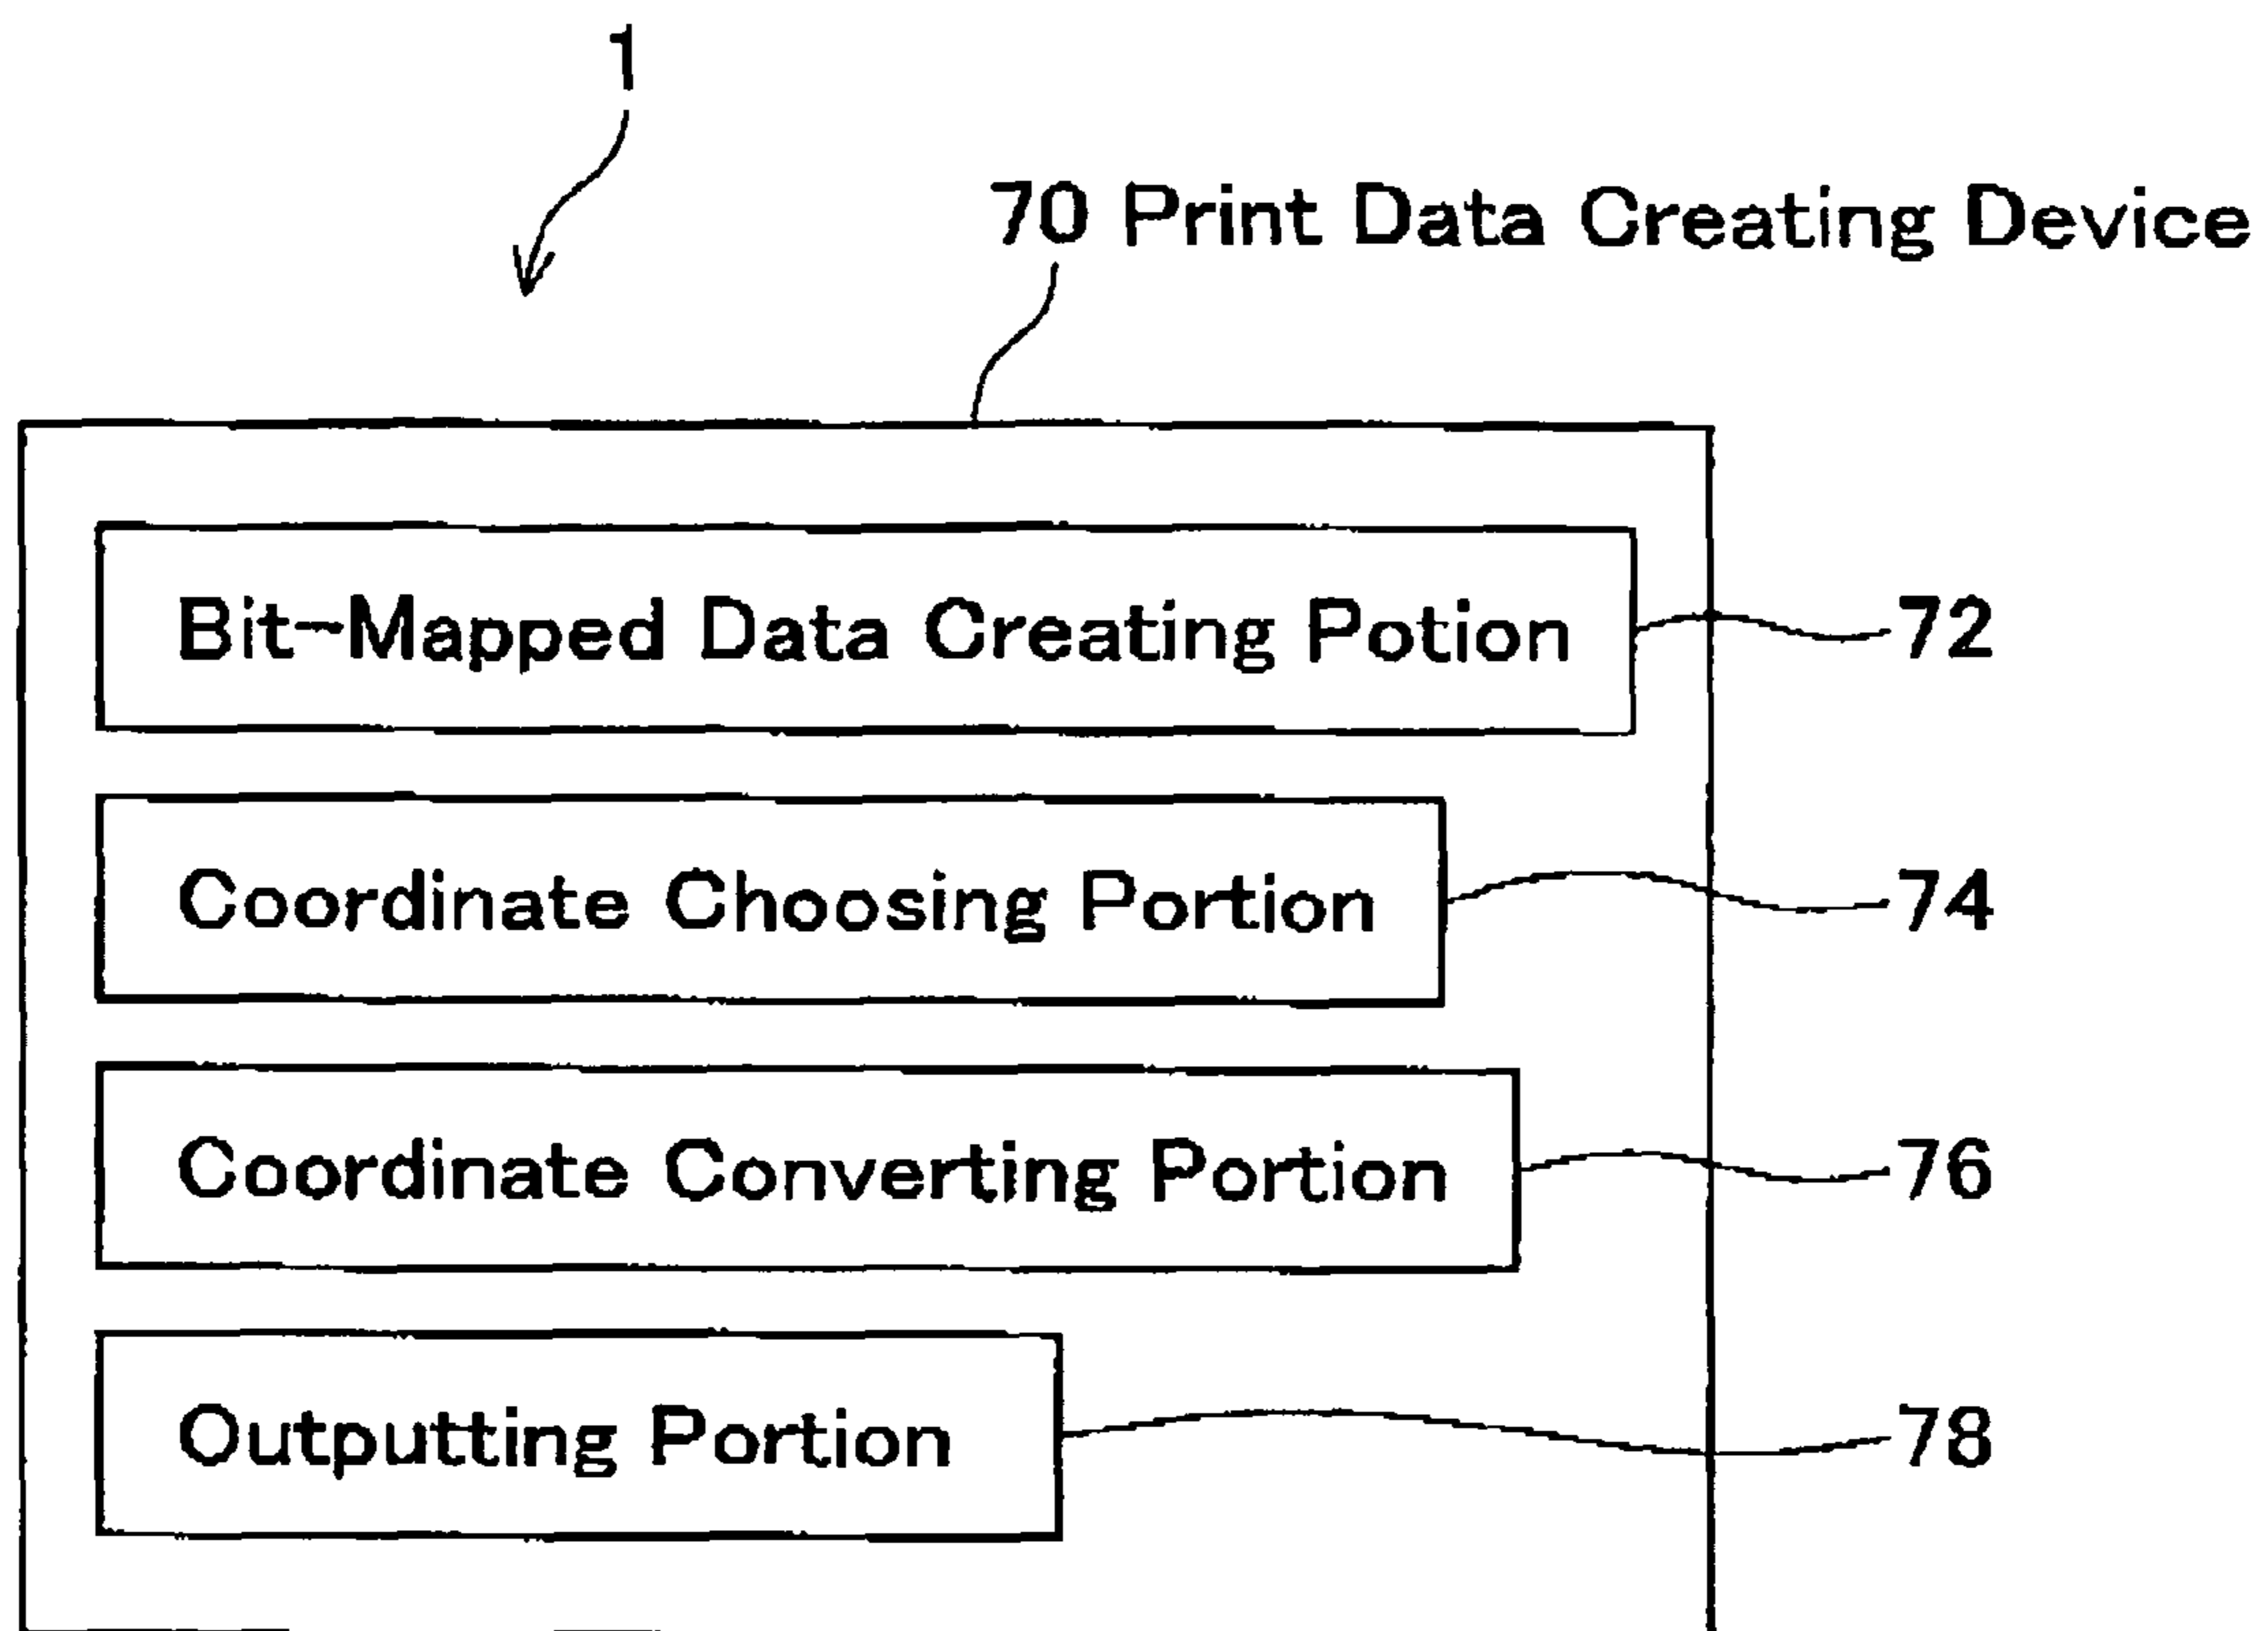 1
70 Print Data Creating Device
Bit-Mapped Data Creating Potion 72
Coordinate Choosing Portion 74
Coordinate Converting Portion 76
Outputting Portion 78